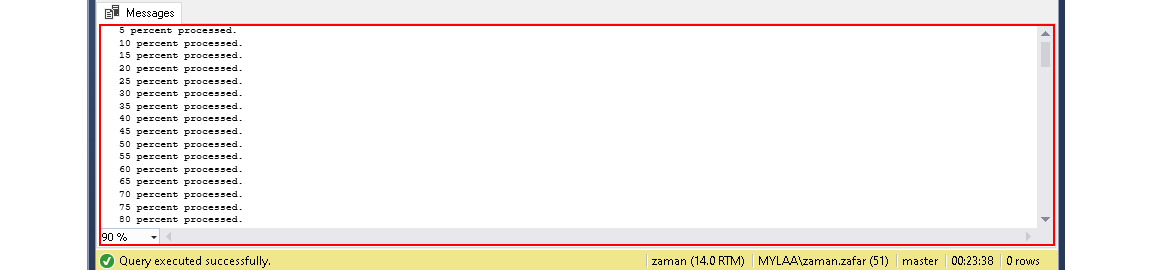 Messages
5 percent processed.
10 percent processed.
15 percent processed.
20 percent processed.
25 percent processed.
30 percent processed.
35 percent processed.
40 percent processed.
45 percent processed.
50 percent processed.
55 percent processed.
60 percent processed.
65 percent processed.
70 percent processed.
75 percent processed.
80 percent processed.
90 %
Query executed successfully. zaman (14.0 RTM) MYLAA\zaman.zafar (51) master 00:23:38 0 rows